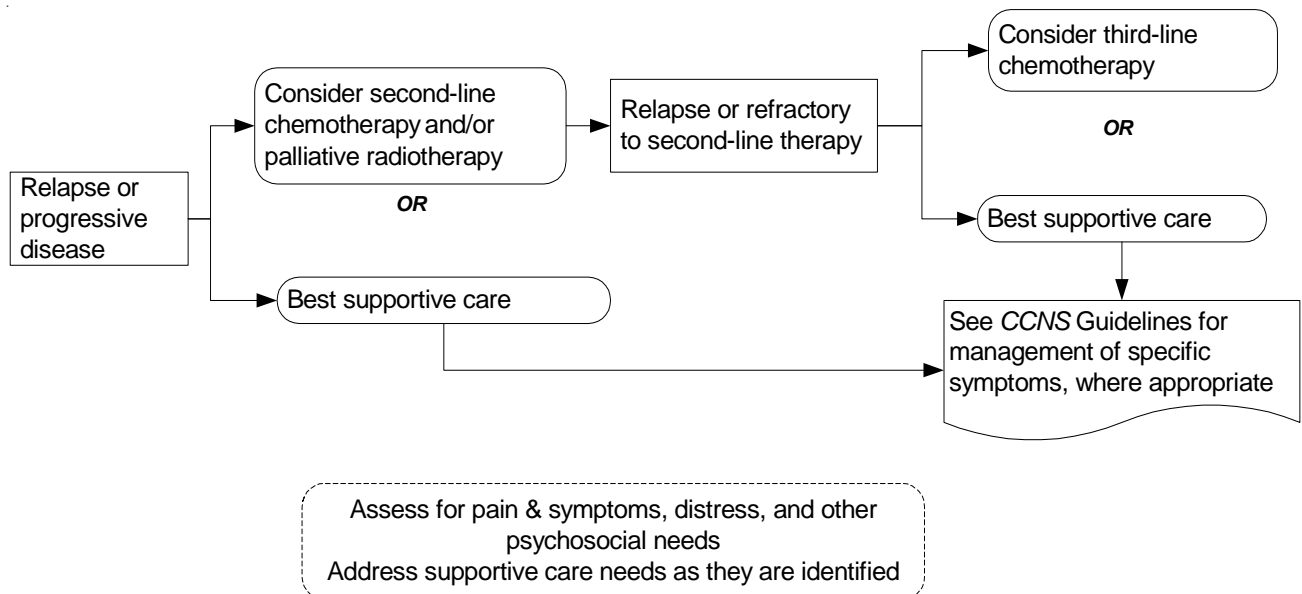 Relapse or
progressive
disease
Consider second-line
chemotherapy and/or
palliative radiotherapy
OR
Best supportive care
Relapse or refractory
to second-line therapy
Consider third-line
chemotherapy
OR
Best supportive care
See CCNS Guidelines for
management of specific
symptoms, where appropriate
Assess for pain & symptoms, distress, and other
psychosocial needs
Address supportive care needs as they are identified